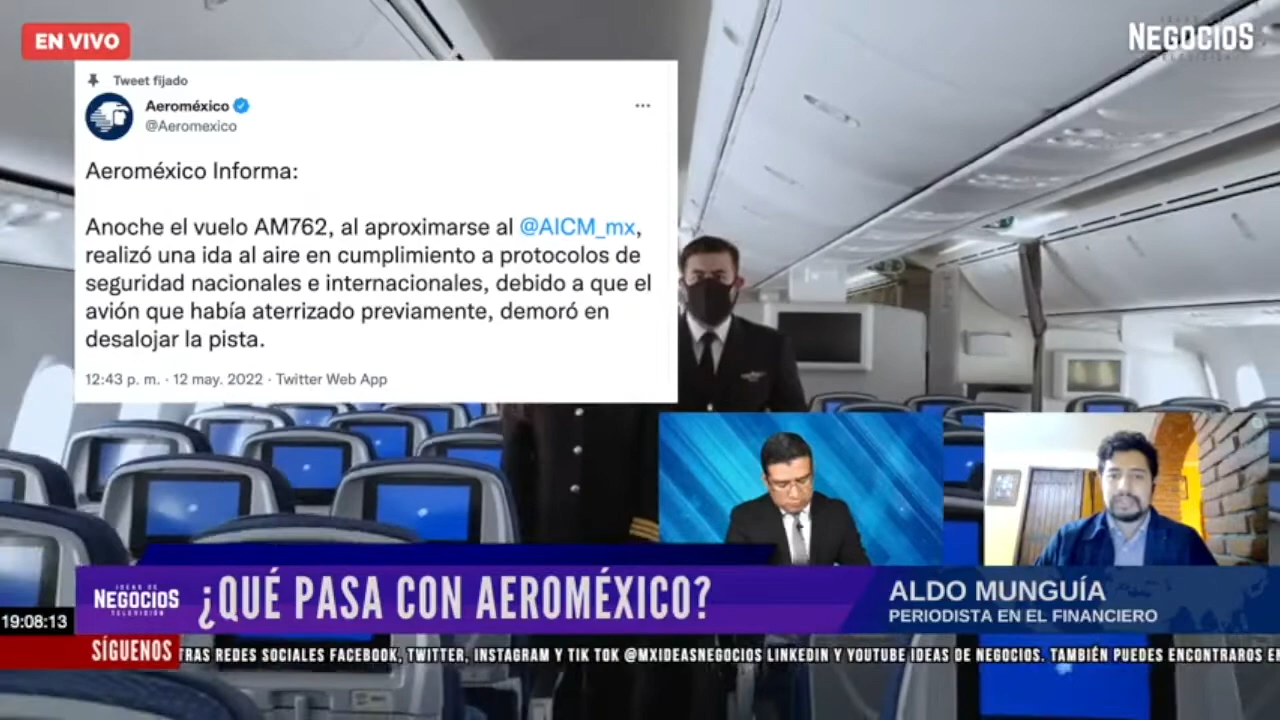 EN VIVO
NEGOCIOS
Tweet fijado
Aeroméxico
@Aeromexico
Aeroméxico Informa:
Anoche el vuelo AM762, al aproximarse al @AICM_mx,
realizó una ida al aire en cumplimiento a protocolos de
seguridad nacionales e internacionales, debido a que el
avión que había aterrizado previamente, demoró en
desalojar la pista.
12:43 p. m. · 12 may. 2022 · Twitter Web App
IDEAS DE
NEGOCIOS
TELEVISIÓN
¿QUÉ PASA CON AEROMÉXICO?
ALDO MUNGUÍA
PERIODISTA EN EL FINANCIERO
19:08:13
SÍGUENOS
TRAS REDES SOCIALES FACEBOOK, TWITTER, INSTAGRAM Y TIK TOK @MXIDEASNEGOCIOS LINKEDIN Y YOUTUBE IDEAS DE NEGOCIOS. TAMBIÉN PUEDES ENCONTRAROS EN